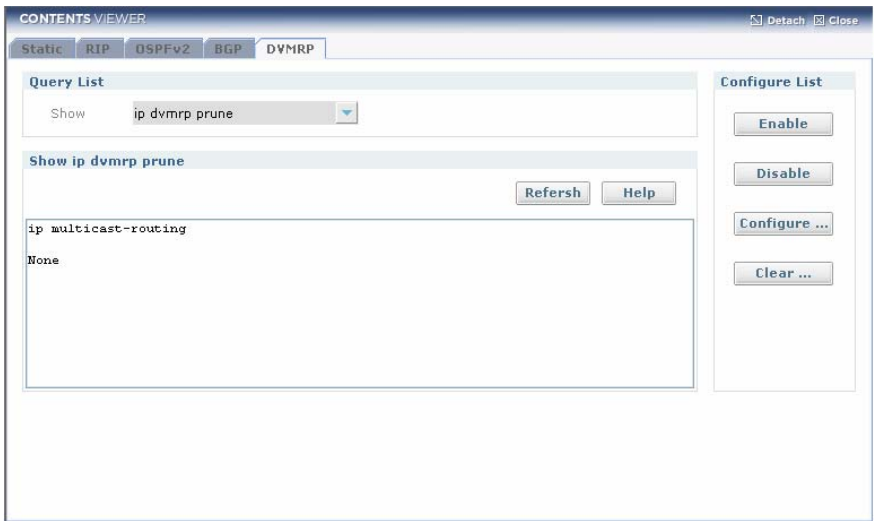 CONTENTS VIEWER
Detach Close
Static RIP OSPFv2 BGP DVMRP
Query List
Show ip dvmrp prune
Show ip dvmrp prune
Refersh Help
ip multicast-routing
None
Configure List
Enable
Disable
Configure ...
Clear ...